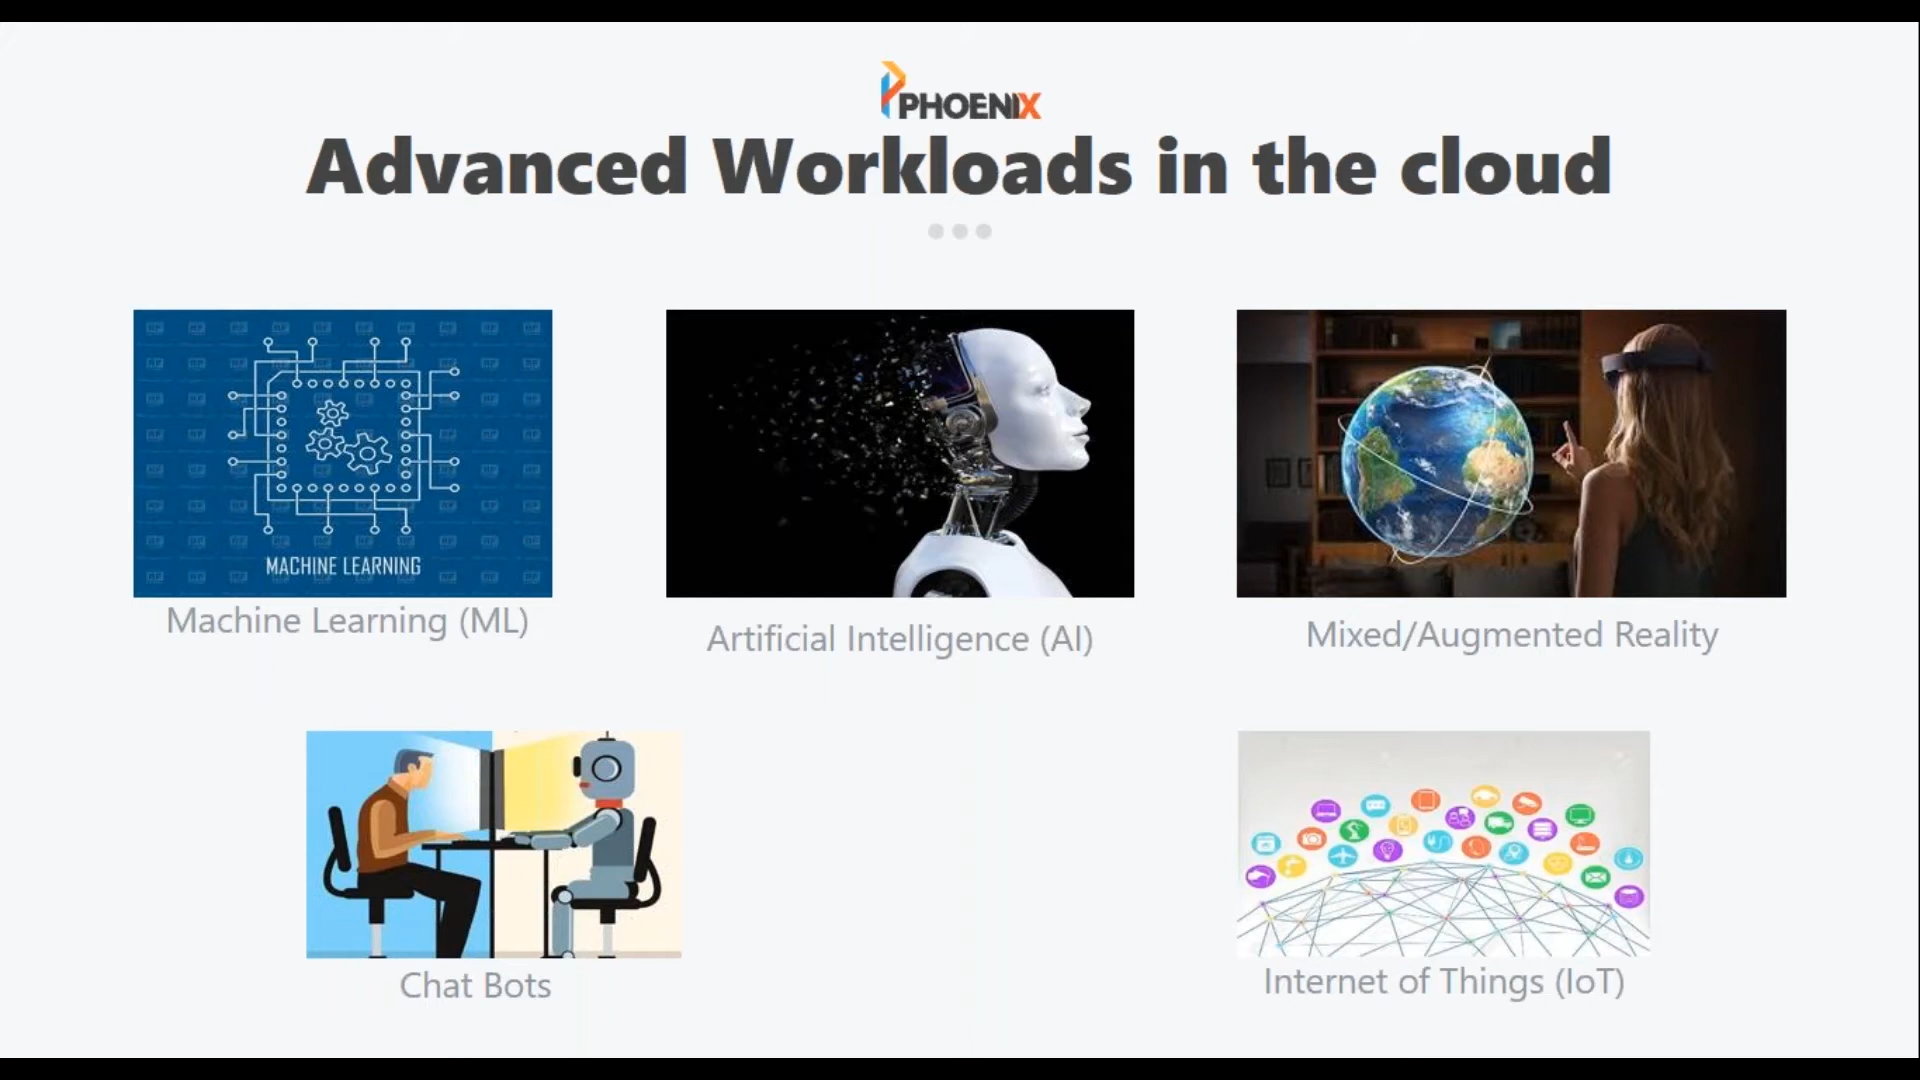 PHOENIX
Advanced Workloads in the cloud
MACHINE LEARNING
Machine Learning (ML)
Artificial Intelligence (AI)
Mixed/Augmented Reality
Chat Bots
Internet of Things (IoT)